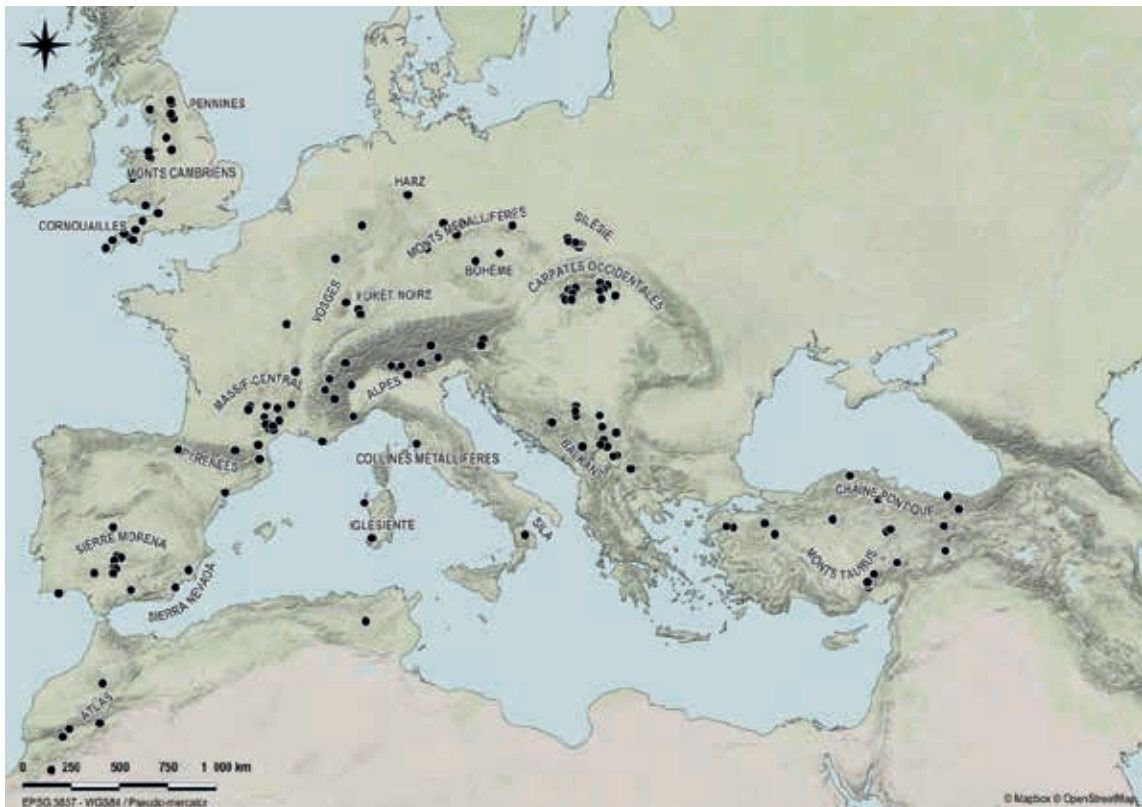 PENNINES
MONTS CAMBRIENS
CORNOUAILLES
HARZ
MONTS MÉTALLIFÈRES
SILÉSIE
BOHÊME
CARPATES OCCIDENTALES
VOSGES
FORÊT NOIRE
MASSIF-CENTRAL
ALPES
PYRÉNÉES
COLLINES MÉTALLIFÈRES
BALKANS
CHAINE PONTIQUE
IGLESIENTE
SILA
SIERRE MORENA
MONTS TAURUS
SIERRA NEVADA
ATLAS
0 250 500 750 1 000 km
EPSG 3857 - WGS84 / Pseudo-mercator
© Mapbox © OpenStreetMap